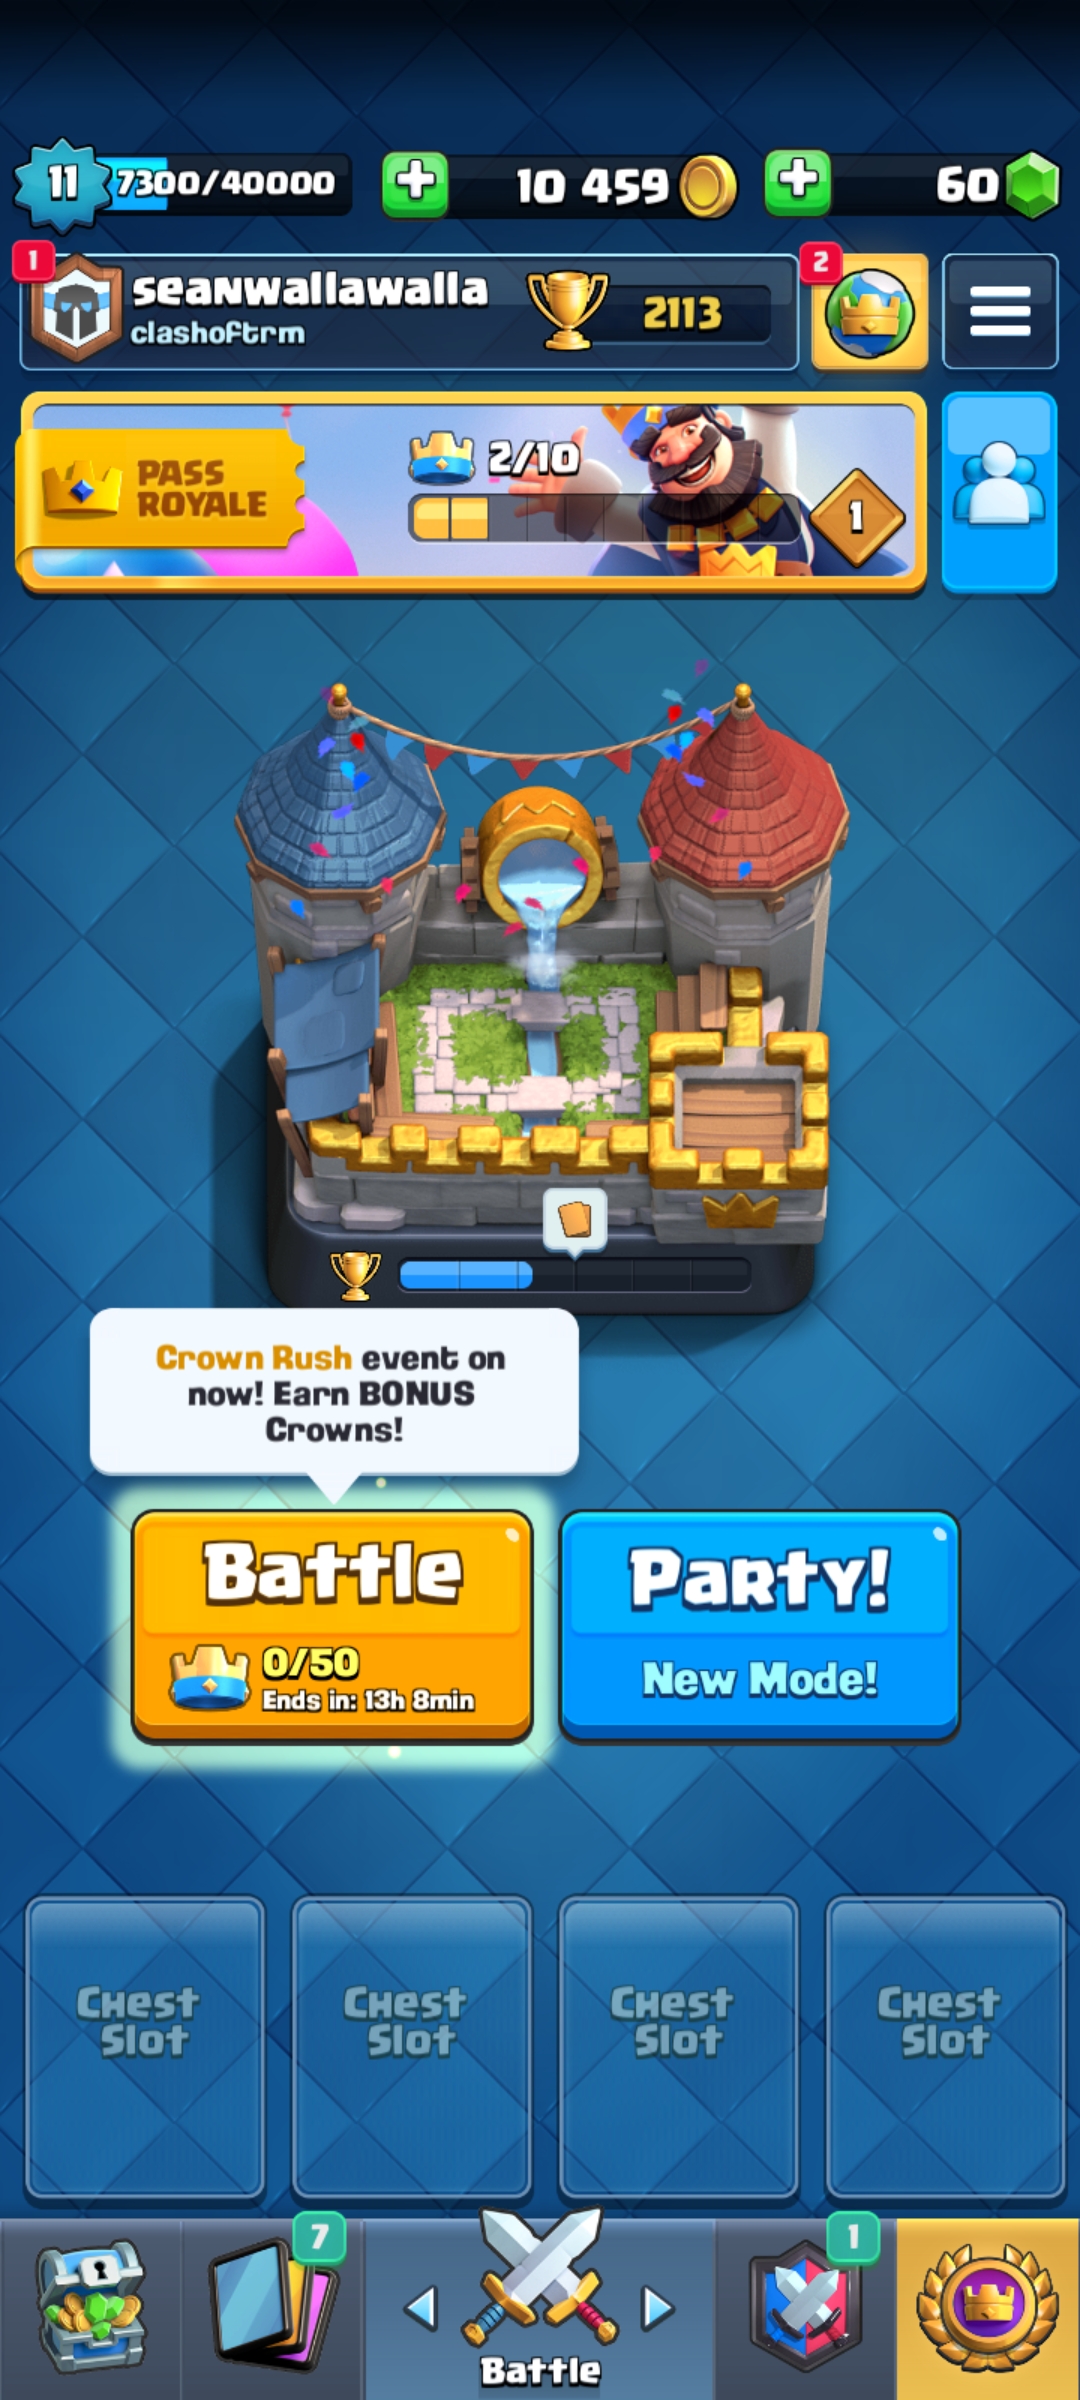 11
7300/40000
10 459
60
1
seanwallawalla
clashoftrm
2113
2
PASS
ROYALE
2/10
1
Crown Rush event on
now! Earn BONUS
Crowns!
Battle
0/50
Ends in: 13h 8min
Party!
New Mode!
Chest
Slot
Chest
Slot
Chest
Slot
Chest
Slot
7
1
Battle